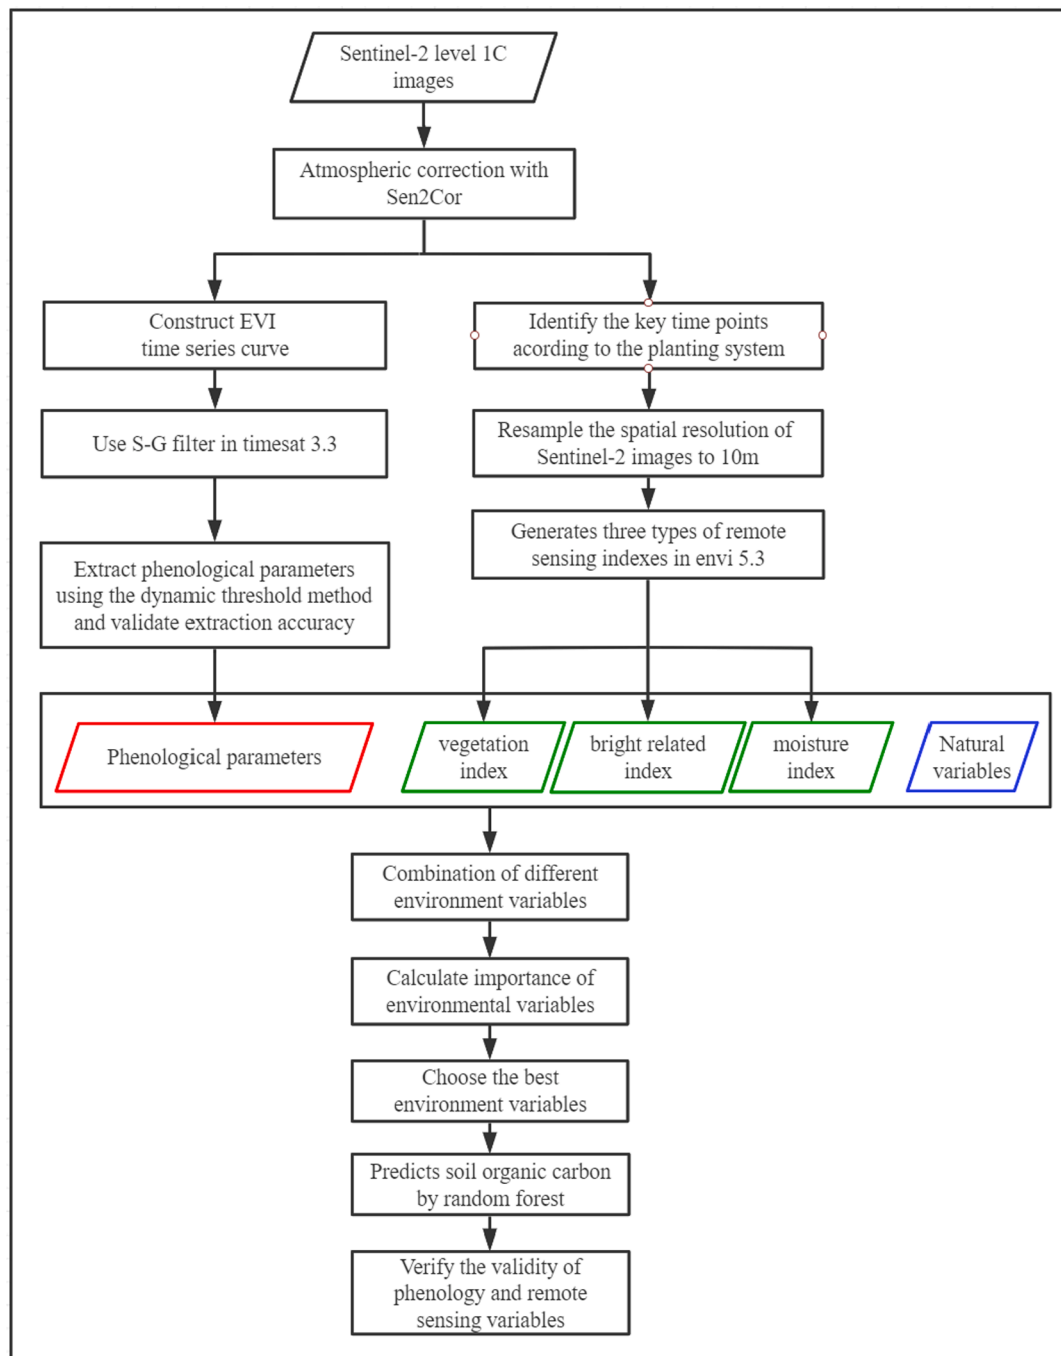 Sentinel-2 level 1C
images
Atmospheric correction with
Sen2Cor
Construct EVI
time series curve
Identify the key time points
acording to the planting system
Use S-G filter in timesat 3.3
Resample the spatial resolution of
Sentinel-2 images to 10m
Generates three types of remote
sensing indexes in envi 5.3
Extract phenological parameters
using the dynamic threshold method
and validate extraction accuracy
Phenological parameters
vegetation
index
bright related
index
moisture
index
Natural
variables
Combination of different
environment variables
Calculate importance of
environmental variables
Choose the best
environment variables
Predicts soil organic carbon
by random forest
Verify the validity of
phenology and remote
sensing variables